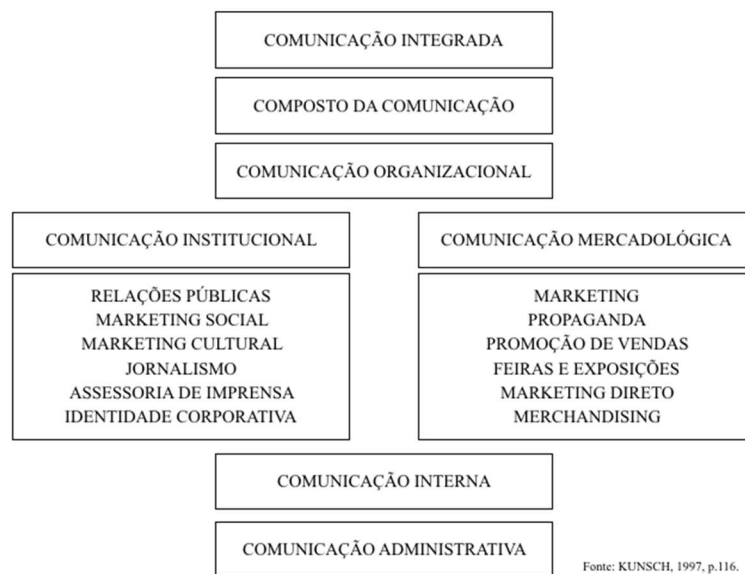 COMUNICAÇÃO INTEGRADA
COMPOSTO DA COMUNICAÇÃO
COMUNICAÇÃO ORGANIZACIONAL
COMUNICAÇÃO INSTITUCIONAL
RELAÇÕES PÚBLICAS
MARKETING SOCIAL
MARKETING CULTURAL
JORNALISMO
ASSESSORIA DE IMPRENSA
IDENTIDADE CORPORATIVA
COMUNICAÇÃO MERCADOLÓGICA
MARKETING
PROPAGANDA
PROMOÇÃO DE VENDAS
FEIRAS E EXPOSIÇÕES
MARKETING DIRETO
MERCHANDISING
COMUNICAÇÃO INTERNA
COMUNICAÇÃO ADMINISTRATIVA
Fonte: KUNSCH, 1997, p.116.